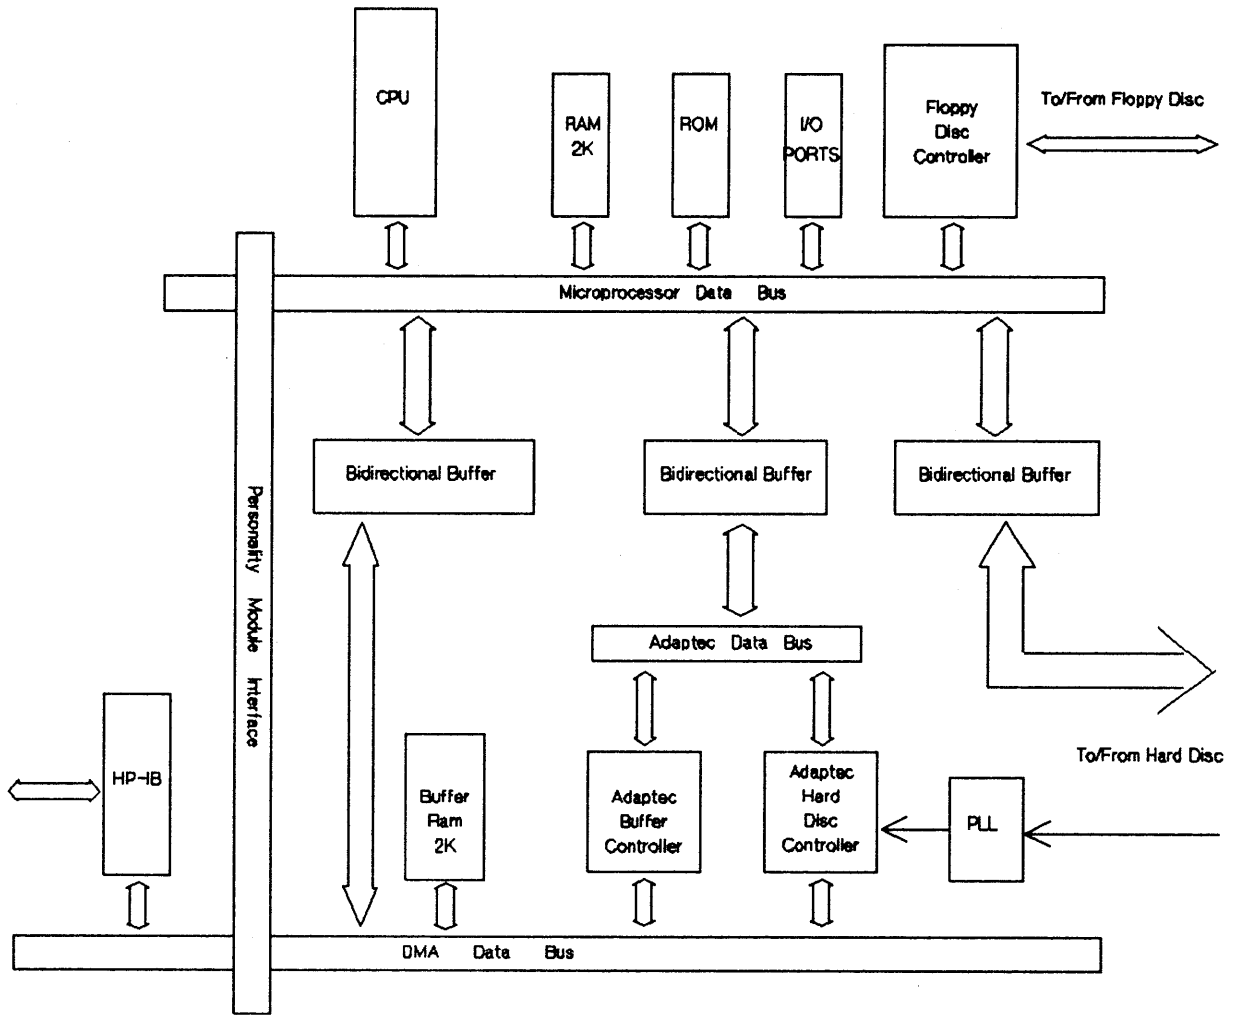 CPU
RAM
2K
ROM
I/O
PORTS
Floppy
Disc
Controller
To/From Floppy Disc
Microprocessor Data Bus
Bidirectional Buffer
Bidirectional Buffer
Bidirectional Buffer
Personality Module Interface
Adaptec Data Bus
To/From Hard Disc
HP-IB
Buffer
Ram
2K
Adaptec
Buffer
Controller
Adaptec
Hard
Disc
Controller
PLL
DMA Data Bus